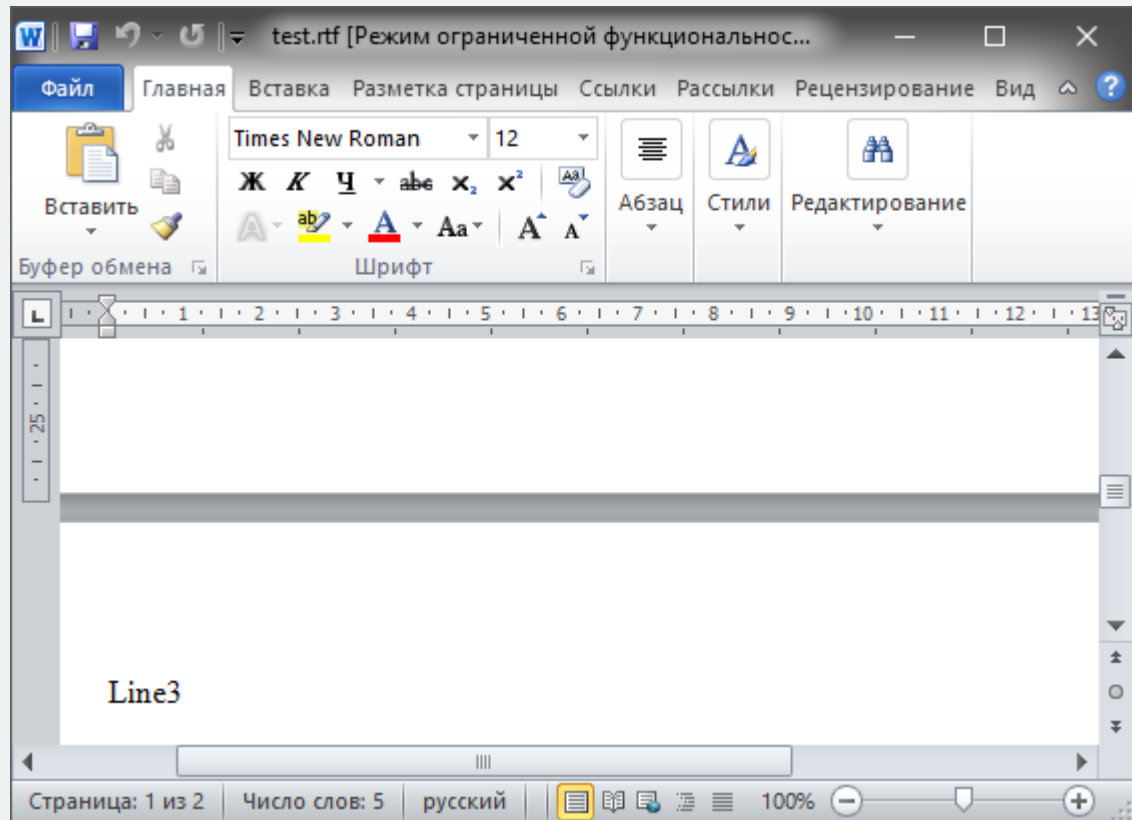 W test.rtf [Режим ограниченной функциональнос...
Файл Главная Вставка Разметка страницы Ссылки Рассылки Рецензирование Вид ?
Times New Roman 12
Ж К Ч abc x₂ x² Aa
Вставить ab A Aa A A Абзац Стили Редактирование
Буфер обмена Шрифт
L 1 2 3 4 5 6 7 8 9 10 11 12 13
25
Line3
Страница: 1 из 2 Число слов: 5 русский 100%